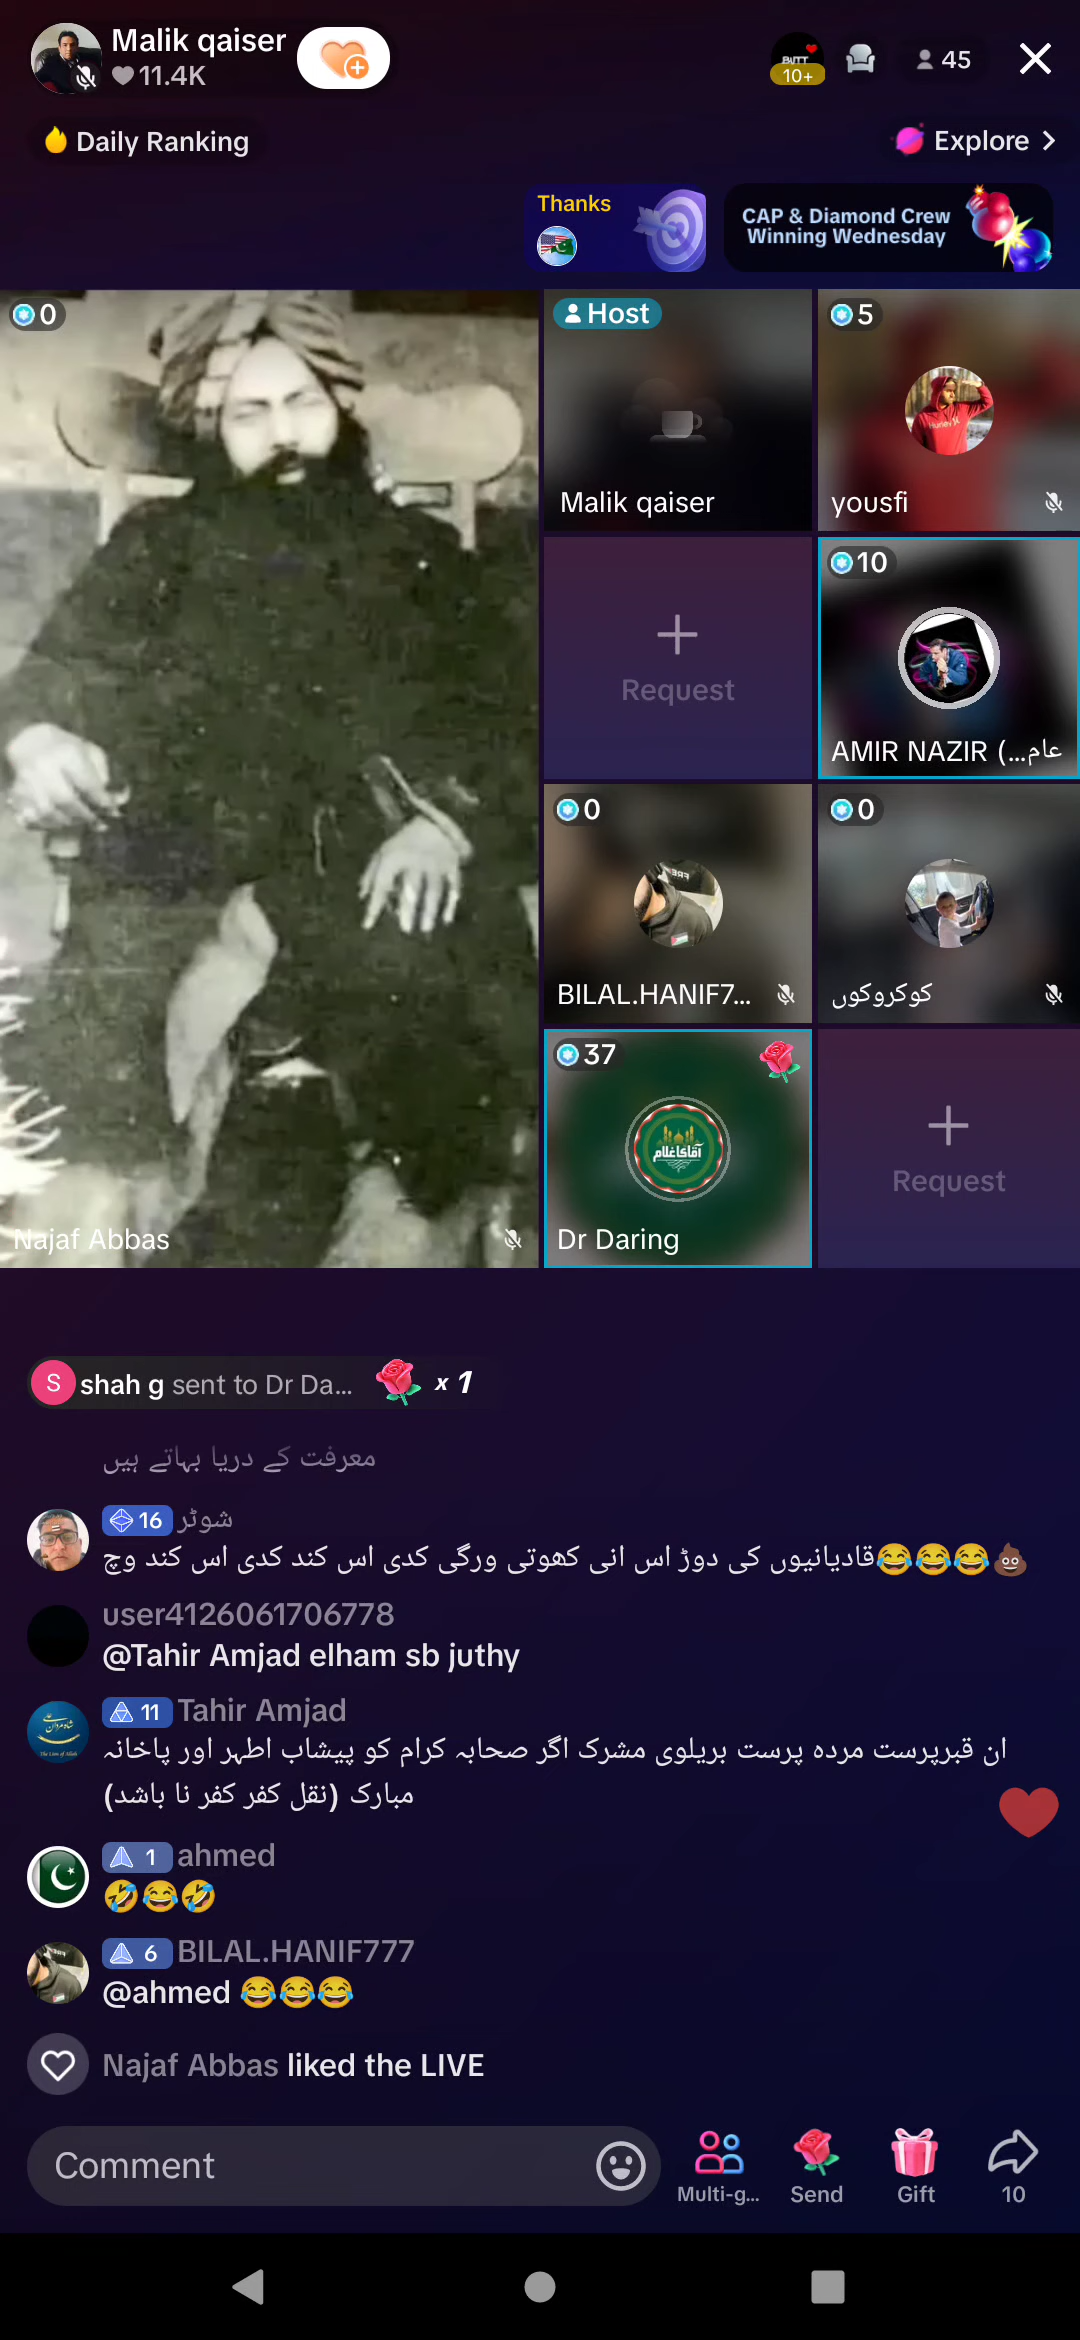 Malik qaiser
11.4K
BUTT
10+
45
Daily Ranking
Explore
Thanks
CAP & Diamond Crew
Winning Wednesday
0
Host
Malik qaiser
5
Hurley
yousfi
Request
10
AMIR NAZIR (...عام
0
BILAL.HANIF7...
0
کوکروکوں
Najaf Abbas
37
آقا کا غلام
Dr Daring
Request
S
shah g sent to Dr Da...
x 1
معرفت کے دریا بہاتے ہیں
16 شوٹر
قادیانیوں کی دوڑ اس انی کھوتی ورگی کدی اس کند کدی اس کند وچ😂😂😂💩
user4126061706778
@Tahir Amjad elham sb juthy
11 Tahir Amjad
ان قبرپرست مردہ پرست بریلوی مشرک اگر صحابہ کرام کو پیشاب اطہر اور پاخانہ
مبارک (نقل کفر کفر نا باشد)
1 ahmed
🤣😂🤣
6 BILAL.HANIF777
@ahmed 😂😂😂
Najaf Abbas liked the LIVE
Comment
Multi-g...
Send
Gift
10